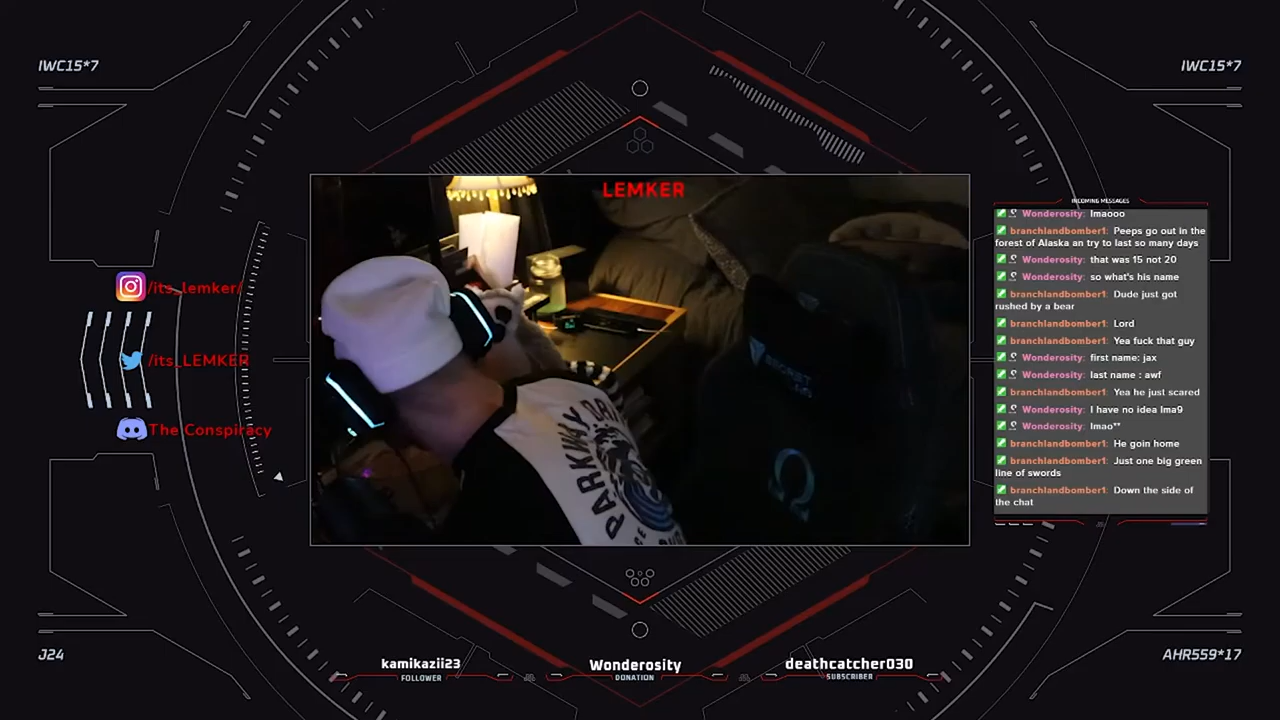 IWC15*7
IWC15*7
LEMKER
/its_lemker/
/its_LEMKER
The Conspiracy
INCOMING MESSAGES
Wonderosity: lmaooo
branchlandbomber1: Peeps go out in the
forest of Alaska an try to last so many days
Wonderosity: that was 15 not 20
Wonderosity: so what's his name
branchlandbomber1: Dude just got
rushed by a bear
branchlandbomber1: Lord
branchlandbomber1: Yea fuck that guy
Wonderosity: first name: jax
Wonderosity: last name : awf
branchlandbomber1: Yea he just scared
Wonderosity: I have no idea lma9
Wonderosity: lmao**
branchlandbomber1: He goin home
branchlandbomber1: Just one big green
line of swords
branchlandbomber1: Down the side of
the chat
PARKWAY DR
J24
AHR559*17
kamikazii23
FOLLOWER
Wonderosity
DONATION
deathcatcher030
SUBSCRIBER